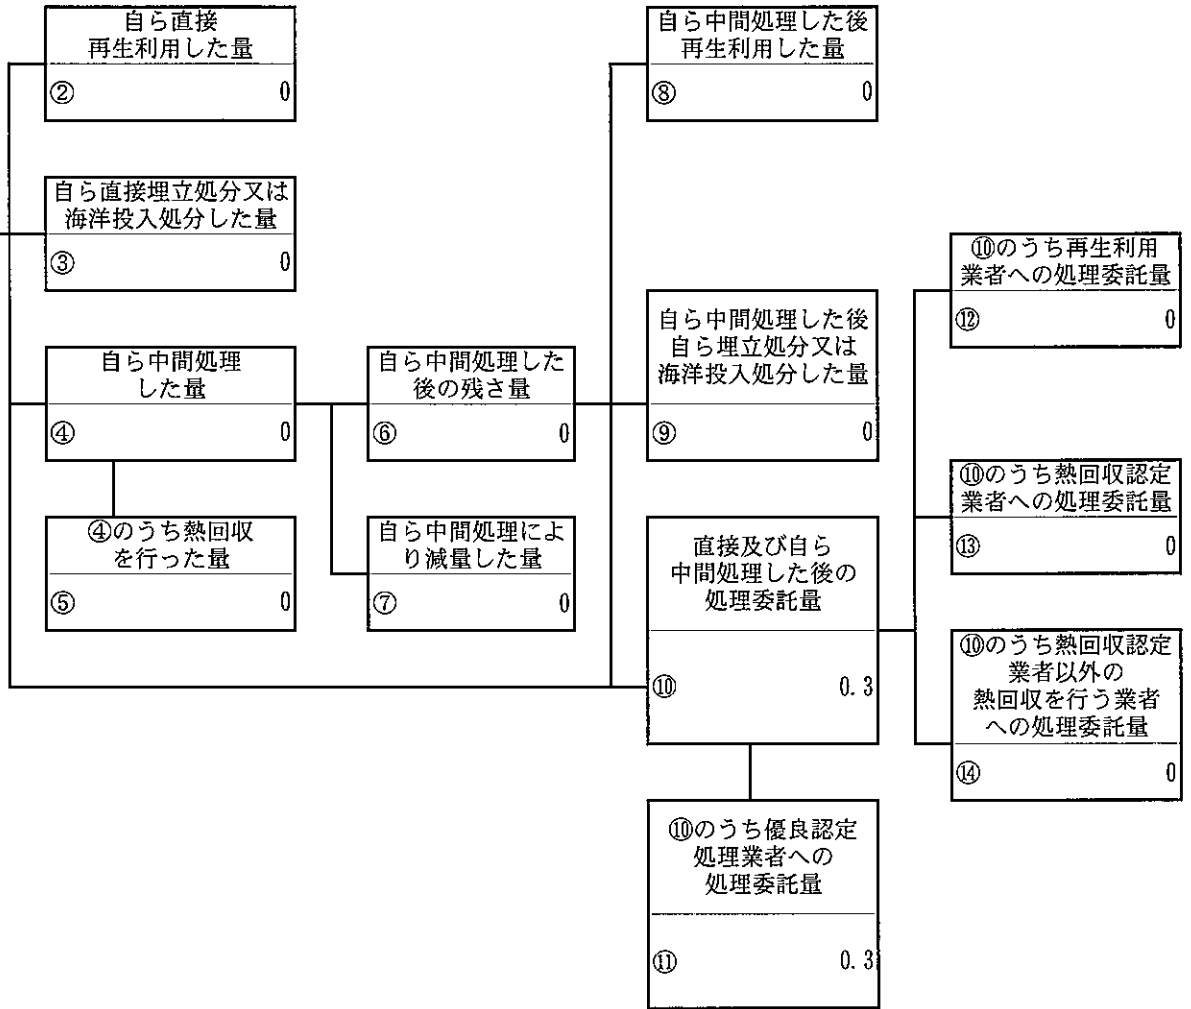 自ら直接
再生利用した量
② 0
自ら直接埋立処分又は
海洋投入処分した量
③ 0
自ら中間処理
した量
④ 0
④のうち熱回収
を行った量
⑤ 0
自ら中間処理した
後の残さ量
⑥ 0
自ら中間処理によ
り減量した量
⑦ 0
自ら中間処理した後
再生利用した量
⑧ 0
自ら中間処理した後
自ら埋立処分又は
海洋投入処分した量
⑨ 0
直接及び自ら
中間処理した後の
処理委託量
⑩ 0.3
⑩のうち優良認定
処理業者への
処理委託量
⑪ 0.3
⑩のうち再生利用
業者への処理委託量
⑫ 0
⑩のうち熱回収認定
業者への処理委託量
⑬ 0
⑩のうち熱回収認定
業者以外の
熱回収を行う業者
への処理委託量
⑭ 0